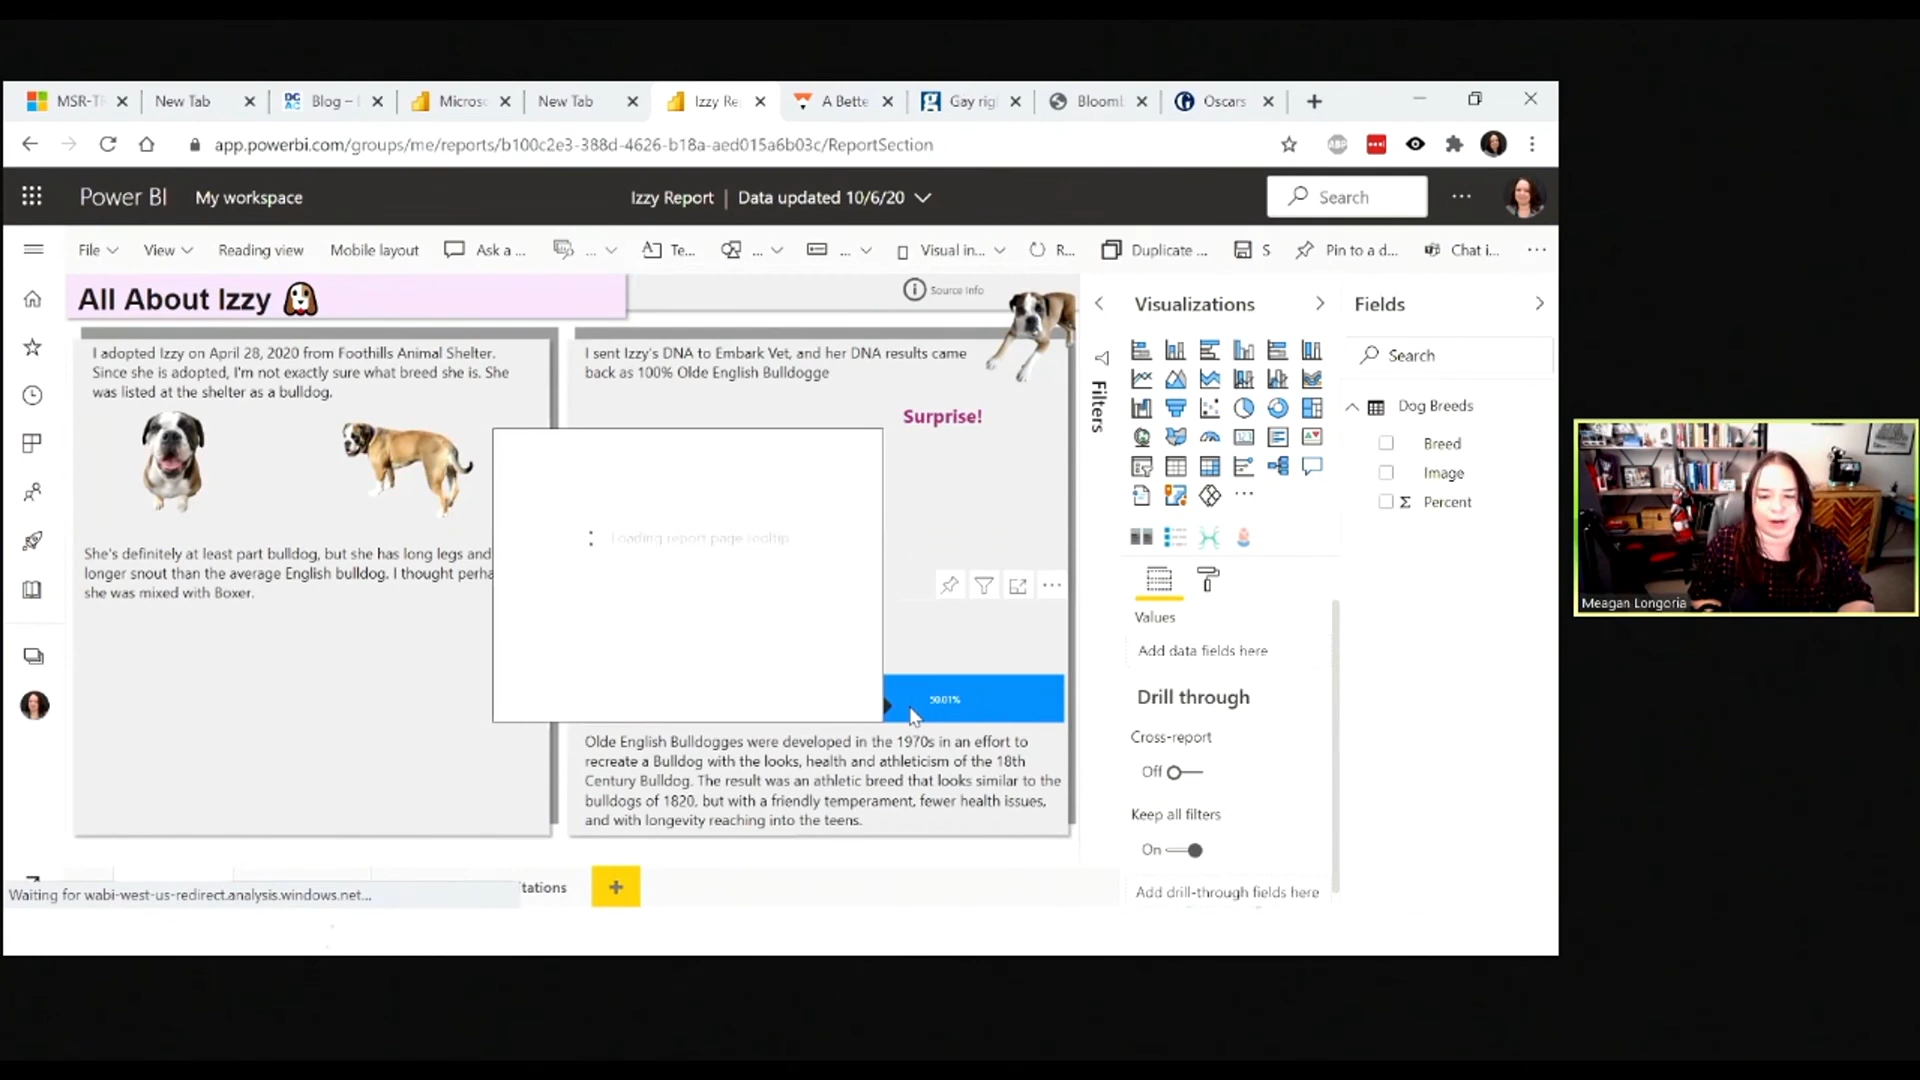 MSR-TF
New Tab
Blog –
Micros
New Tab
Izzy Re
A Bette
Gay rig
Bloomb
Oscars
app.powerbi.com/groups/me/reports/b100c2e3-388d-4626-b18a-aed015a6b03c/ReportSection
Power BI
My workspace
Izzy Report | Data updated 10/6/20
Search
File
View
Reading view
Mobile layout
Ask a ...
...
Te...
...
...
Visual in...
R...
Duplicate ...
S
Pin to a d...
Chat i...
All About Izzy
Source Info
I adopted Izzy on April 28, 2020 from Foothills Animal Shelter.
Since she is adopted, I'm not exactly sure what breed she is. She
was listed at the shelter as a bulldog.
She's definitely at least part bulldog, but she has long legs and
longer snout than the average English bulldog. I thought perha
she was mixed with Boxer.
I sent Izzy's DNA to Embark Vet, and her DNA results came
back as 100% Olde English Bulldogge
Surprise!
Loading report page tooltip
50.01%
Olde English Bulldogges were developed in the 1970s in an effort to
recreate a Bulldog with the looks, health and athleticism of the 18th
Century Bulldog. The result was an athletic breed that looks similar to the
bulldogs of 1820, but with a friendly temperament, fewer health issues,
and with longevity reaching into the teens.
tations
Waiting for wabi-west-us-redirect.analysis.windows.net...
Filters
Visualizations
Values
Add data fields here
Drill through
Cross-report
Off
Keep all filters
On
Add drill-through fields here
Fields
Search
Dog Breeds
Breed
Image
Percent
Meagan Longoria